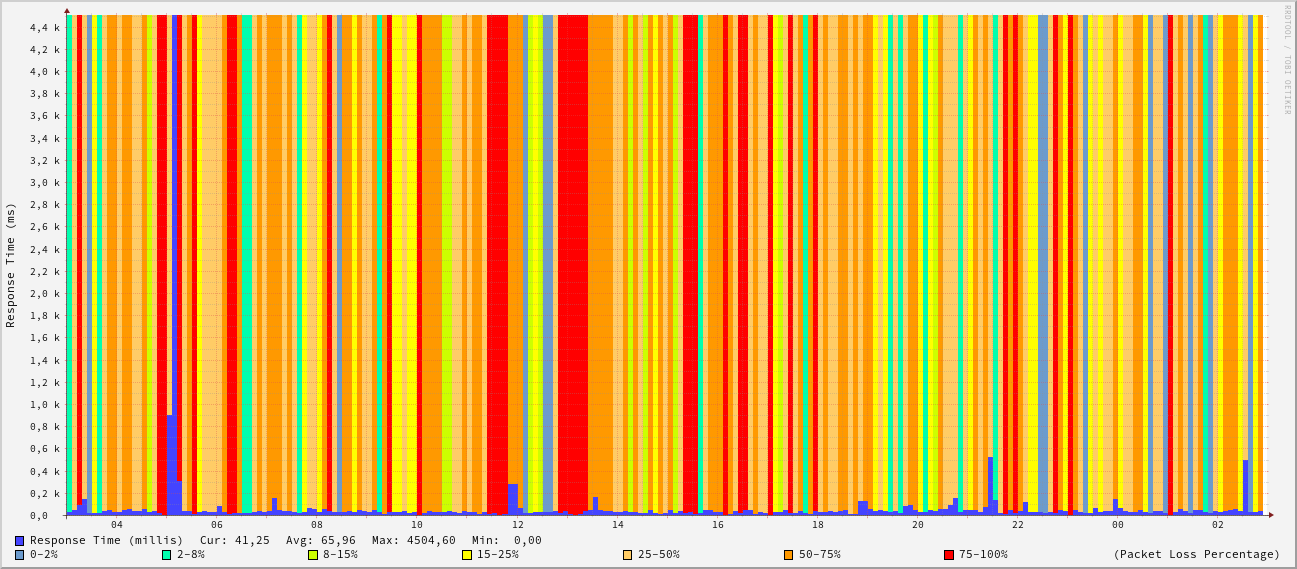 RRDTOOL / TOBI OETIKER
Response Time (ms)
4,4 k
4,2 k
4,0 k
3,8 k
3,6 k
3,4 k
3,2 k
3,0 k
2,8 k
2,6 k
2,4 k
2,2 k
2,0 k
1,8 k
1,6 k
1,4 k
1,2 k
1,0 k
0,8 k
0,6 k
0,4 k
0,2 k
0,0
04 06 08 10 12 14 16 18 20 22 00 02
Response Time (millis) Cur: 41,25 Avg: 65,96 Max: 4504,60 Min: 0,00
0-2% 2-8% 8-15% 15-25% 25-50% 50-75% 75-100% (Packet Loss Percentage)